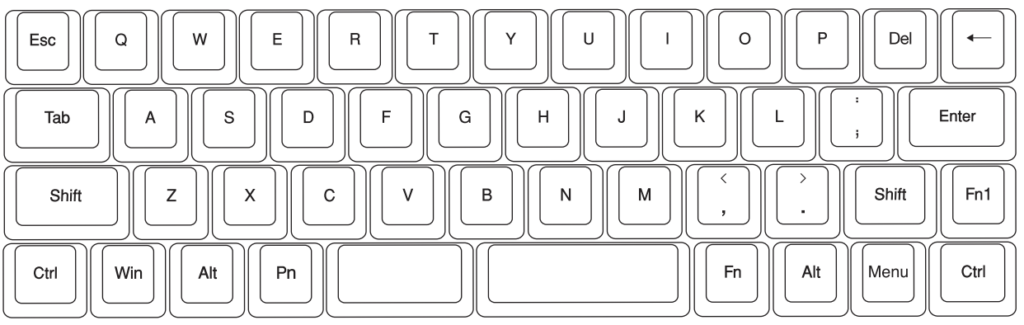 Esc Q W E R T Y U I O P Del ←
Tab A S D F G H J K L : ; Enter
Shift Z X C V B N M < , > . Shift Fn1
Ctrl Win Alt Pn Fn Alt Menu Ctrl